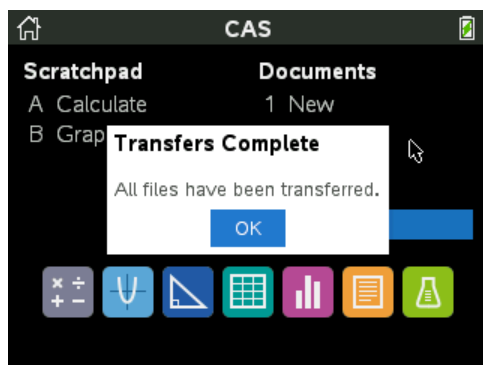 CAS
Scratchpad Documents
A Calculate 1 New
B Grap
Transfers Complete
All files have been transferred.
OK